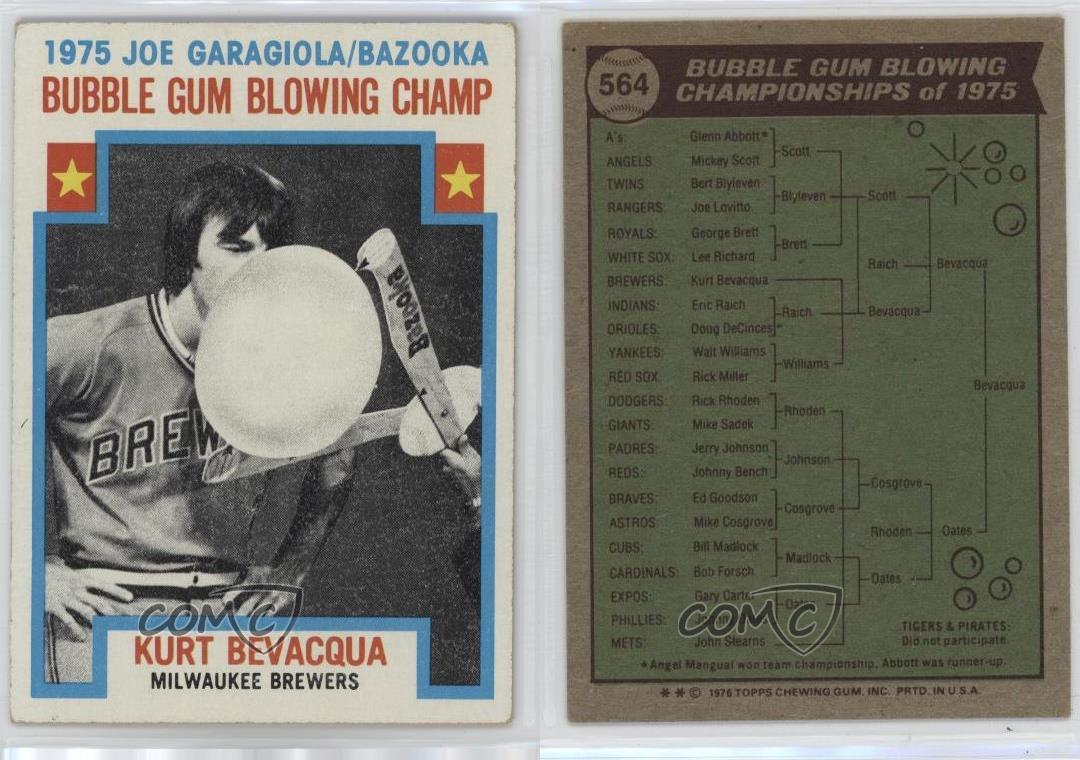 1975 JOE GARAGIOLA/BAZOOKA
BUBBLE GUM BLOWING CHAMP
Bazooka
BREW
COMC
KURT BEVACQUA
MILWAUKEE BREWERS
564
BUBBLE GUM BLOWING
CHAMPIONSHIPS of 1975
A's: Glenn Abbott*
Scott
ANGELS: Mickey Scott
TWINS: Bert Blyleven
Blyleven Scott
RANGERS: Joe Lovitto
ROYALS: George Brett
Brett
WHITE SOX: Lee Richard
Raich Bevacqua
BREWERS: Kurt Bevacqua
INDIANS: Eric Raich
Raich Bevacqua
ORIOLES: Doug DeCinces
YANKEES: Walt Williams
Williams
RED SOX: Rick Miller
Bevacqua
DODGERS: Rick Rhoden
Rhoden
GIANTS: Mike Sadek
PADRES: Jerry Johnson
Johnson
REDS: Johnny Bench
Cosgrove
BRAVES: Ed Goodson
Cosgrove
ASTROS: Mike Cosgrove
Rhoden Oates
CUBS: Bill Madlock
Madlock
CARDINALS: Bob Forsch
Oates
EXPOS: Gary Carter
Oates
PHILLIES:
COMC
METS: John Stearns
TIGERS & PIRATES:
Did not participate.
*Angel Mangual won team championship, Abbott was runner-up.
** © 1976 TOPPS CHEWING GUM, INC. PRTD. IN U.S.A.